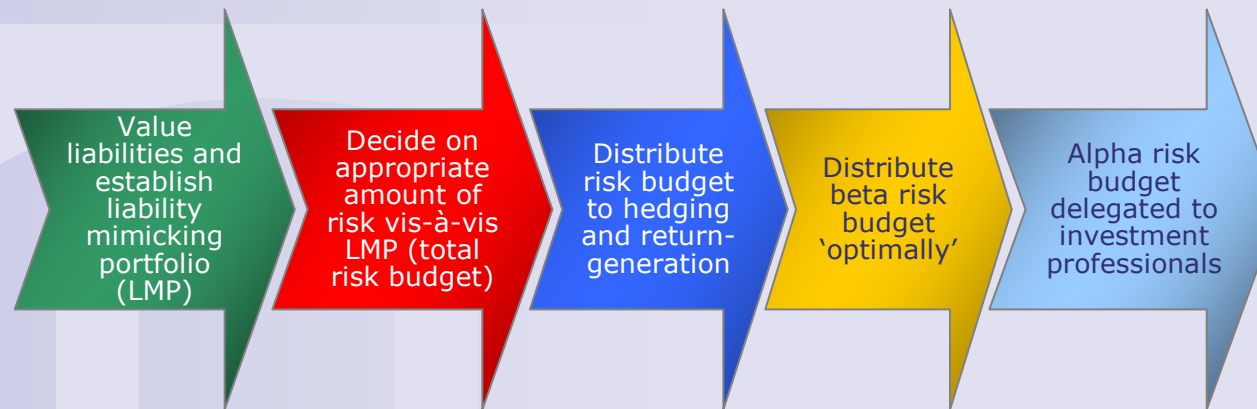 Value
liabilities and
establish
liability
mimicking
portfolio
(LMP)
Decide on
appropriate
amount of
risk vis-à-vis
LMP (total
risk budget)
Distribute
risk budget
to hedging
and return-
generation
Distribute
beta risk
budget
‘optimally’
Alpha risk
budget
delegated to
investment
professionals